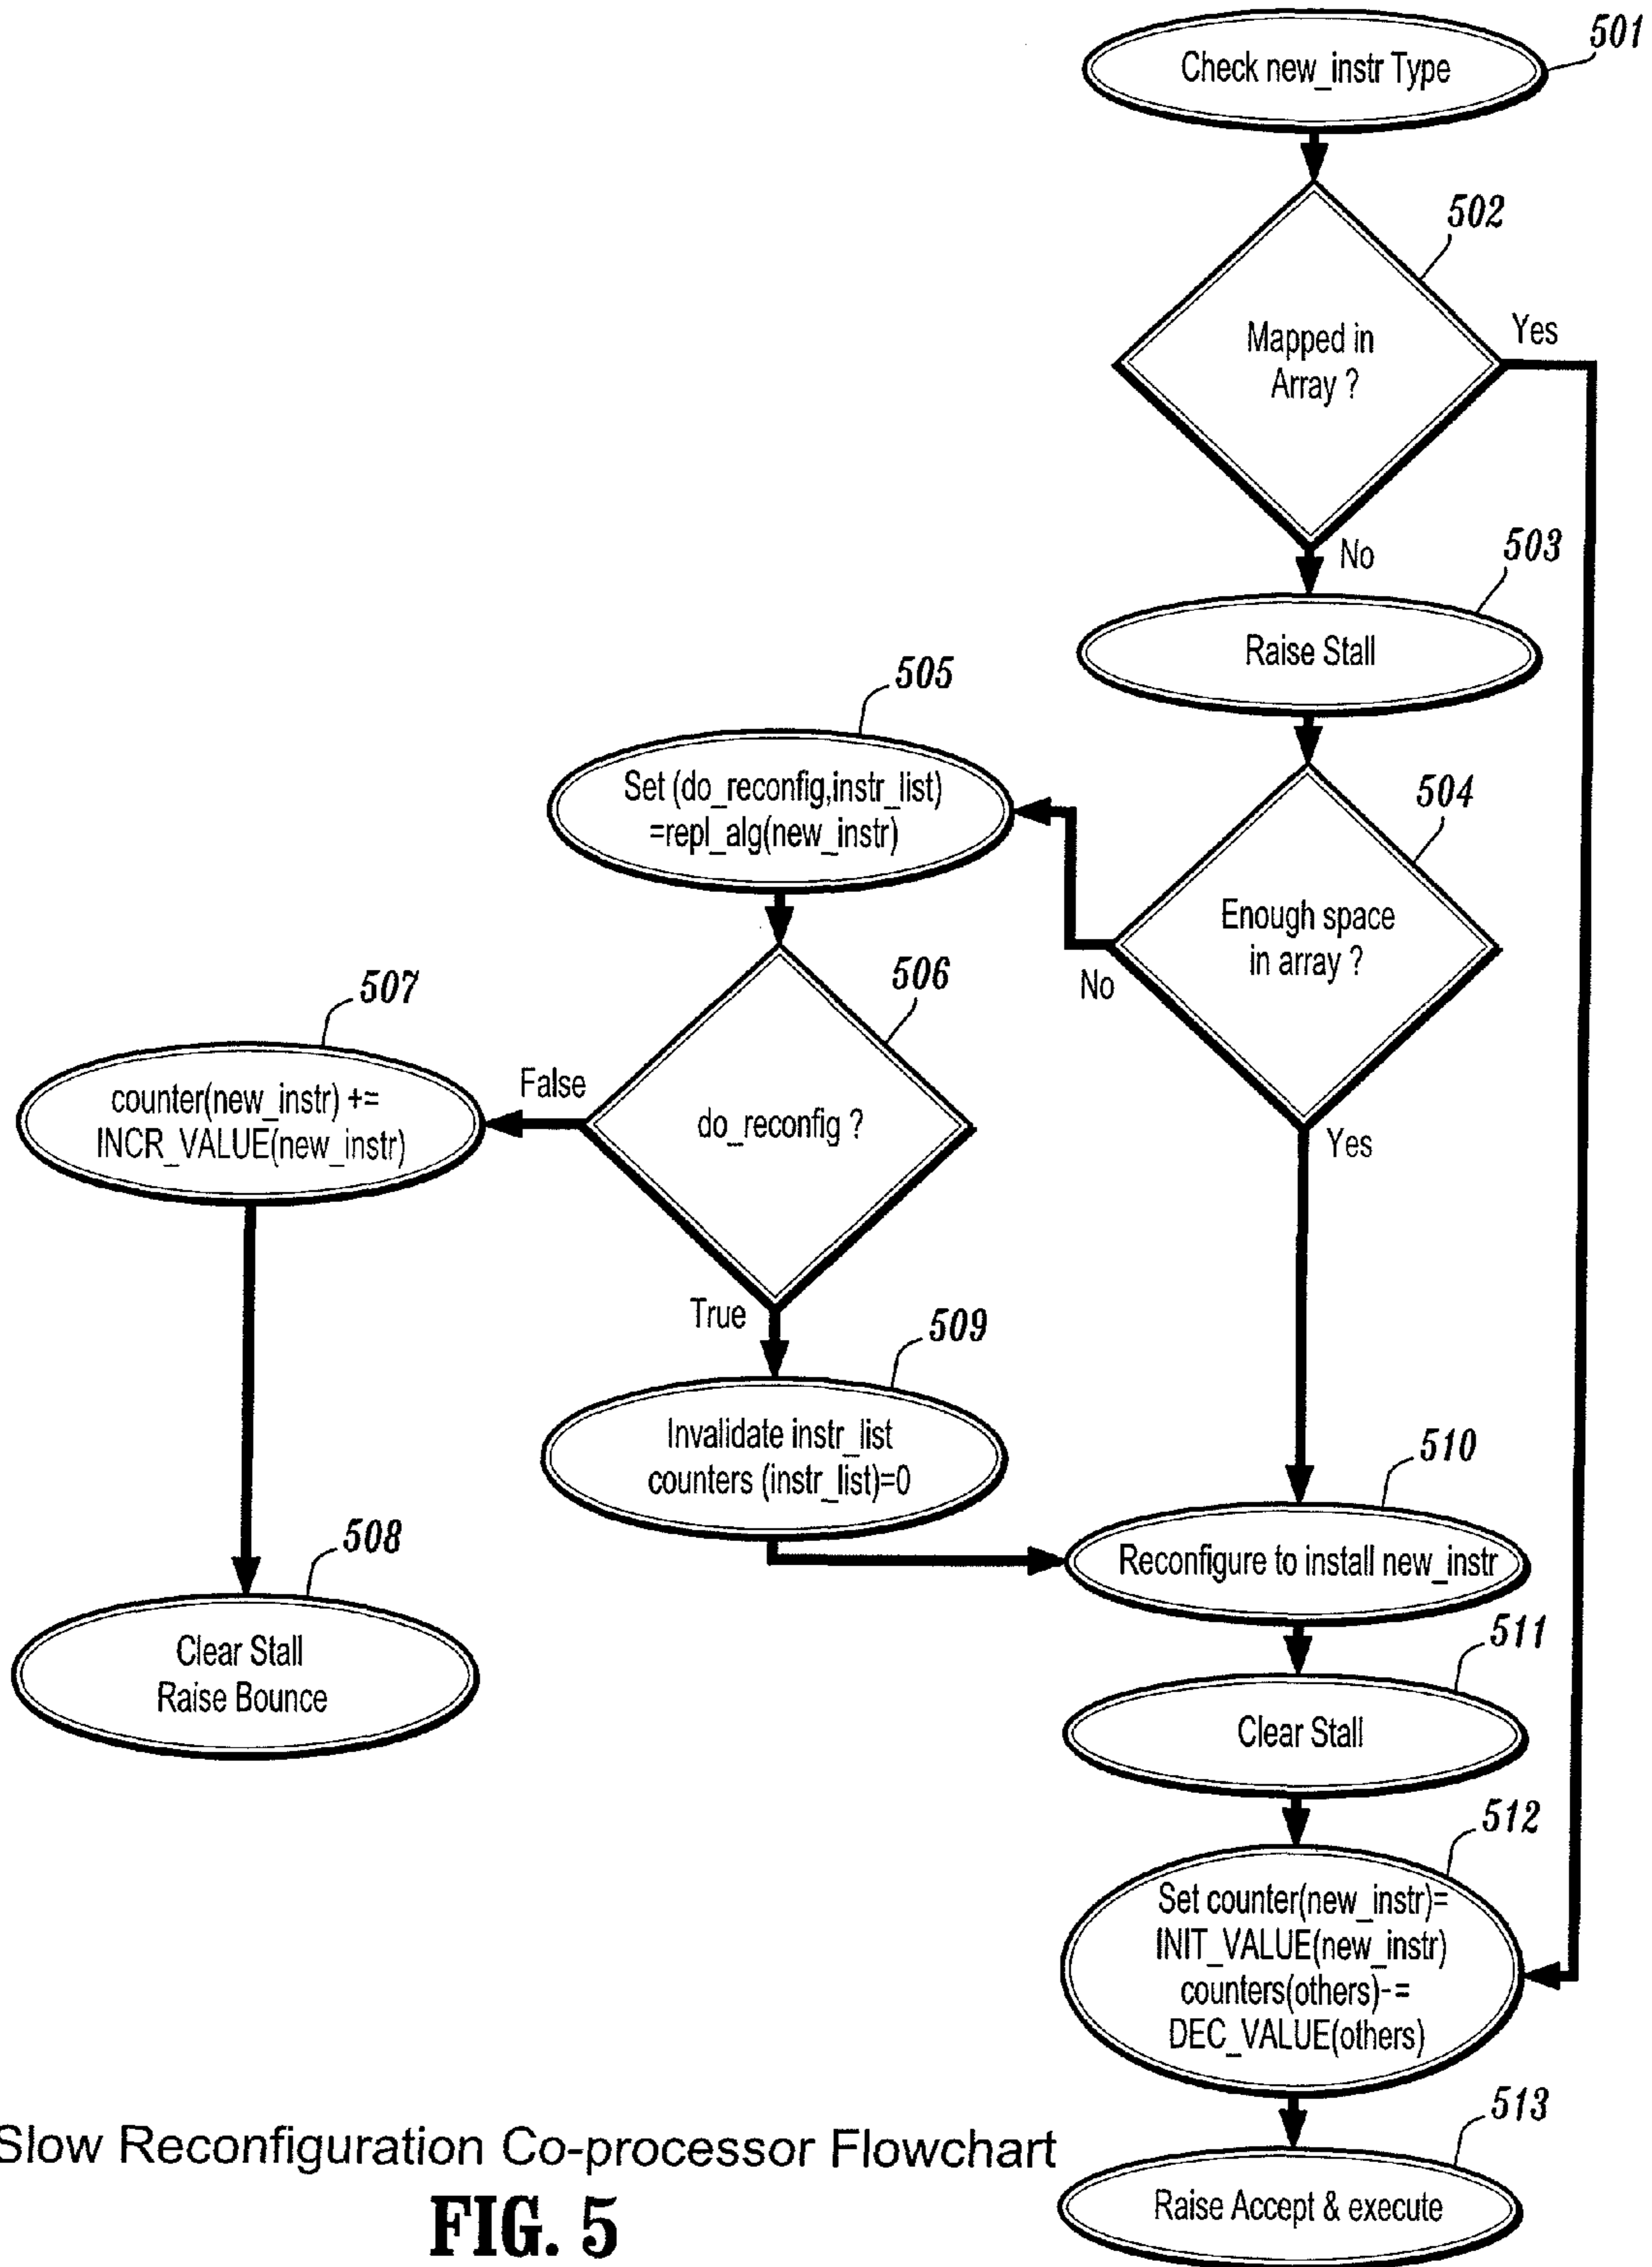 501
Check new_instr Type
502
Mapped in
Array ?
Yes
No
503
Raise Stall
504
Enough space
in array ?
No
Yes
505
Set (do_reconfig,instr_list)
=repl_alg(new_instr)
506
do_reconfig ?
False
True
507
counter(new_instr) +=
INCR_VALUE(new_instr)
508
Clear Stall
Raise Bounce
509
Invalidate instr_list
counters (instr_list)=0
510
Reconfigure to install new_instr
511
Clear Stall
512
Set counter(new_instr)=
INIT_VALUE(new_instr)
counters(others)-=
DEC_VALUE(others)
513
Raise Accept & execute
Slow Reconfiguration Co-processor Flowchart
FIG. 5